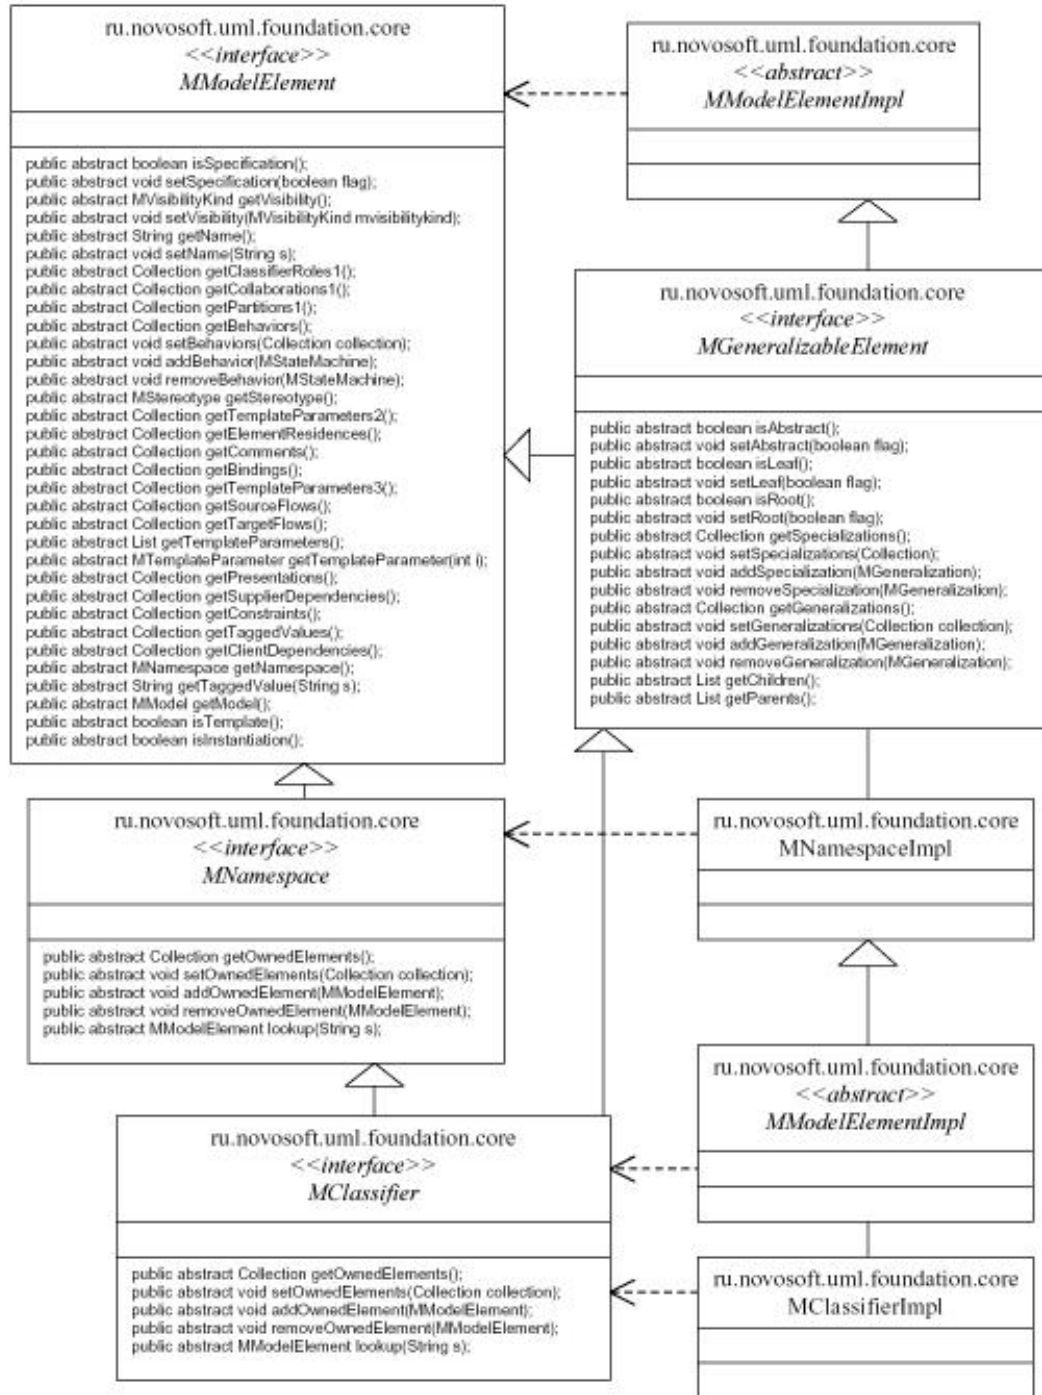 ru.novosoft.uml.foundation.core
<<interface>>
MModelElement
public abstract boolean isSpecification();
public abstract void setSpecification(boolean flag);
public abstract MVisibilityKind getVisibility();
public abstract void setVisibility(MVisibilityKind mvisibilitykind);
public abstract String getName();
public abstract void setName(String s);
public abstract Collection getClassifierRoles1();
public abstract Collection getCollaborations1();
public abstract Collection getPartitions1();
public abstract Collection getBehaviors();
public abstract void setBehaviors(Collection collection);
public abstract void addBehavior(MStateMachine);
public abstract void removeBehavior(MStateMachine);
public abstract MStereotype getStereotype();
public abstract Collection getTemplateParameters2();
public abstract Collection getElementResidences();
public abstract Collection getComments();
public abstract Collection getBindings();
public abstract Collection getTemplateParameters3();
public abstract Collection getSourceFlows();
public abstract Collection getTargetFlows();
public abstract List getTemplateParameters();
public abstract MTemplateParameter getTemplateParameter(int i);
public abstract Collection getPresentations();
public abstract Collection getSupplierDependencies();
public abstract Collection getConstraints();
public abstract Collection getTaggedValues();
public abstract Collection getClientDependencies();
public abstract MNamespace getNamespace();
public abstract String getTaggedValue(String s);
public abstract MModel getModel();
public abstract boolean isTemplate();
public abstract boolean isInstantiation();
ru.novosoft.uml.foundation.core
<<abstract>>
MModelElementImpl
ru.novosoft.uml.foundation.core
<<interface>>
MGeneralizableElement
public abstract boolean isAbstract();
public abstract void setAbstract(boolean flag);
public abstract boolean isLeaf();
public abstract void setLeaf(boolean flag);
public abstract boolean isRoot();
public abstract void setRoot(boolean flag);
public abstract Collection getSpecializations();
public abstract void setSpecializations(Collection);
public abstract void addSpecialization(MGeneralization);
public abstract void removeSpecialization(MGeneralization);
public abstract Collection getGeneralizations();
public abstract void setGeneralizations(Collection collection);
public abstract void addGeneralization(MGeneralization);
public abstract void removeGeneralization(MGeneralization);
public abstract List getChildren();
public abstract List getParents();
ru.novosoft.uml.foundation.core
<<interface>>
MNamespace
public abstract Collection getOwnedElements();
public abstract void setOwnedElements(Collection collection);
public abstract void addOwnedElement(MModelElement);
public abstract void removeOwnedElement(MModelElement);
public abstract MModelElement lookup(String s);
ru.novosoft.uml.foundation.core
MNamespaceImpl
ru.novosoft.uml.foundation.core
<<abstract>>
MModelElementImpl
ru.novosoft.uml.foundation.core
<<interface>>
MClassifier
public abstract Collection getOwnedElements();
public abstract void setOwnedElements(Collection collection);
public abstract void addOwnedElement(MModelElement);
public abstract void removeOwnedElement(MModelElement);
public abstract MModelElement lookup(String s);
ru.novosoft.uml.foundation.core
MClassifierImpl